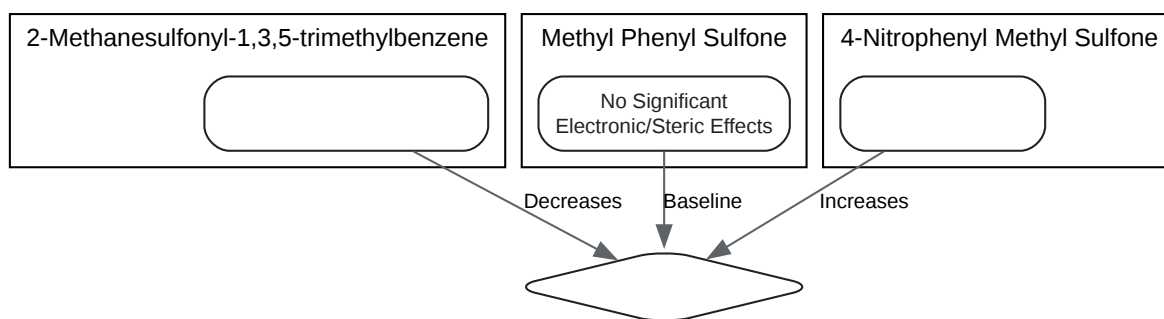 2-Methanesulfonyl-1,3,5-trimethylbenzene
Methyl Phenyl Sulfone
4-Nitrophenyl Methyl Sulfone
No Significant
Electronic/Steric Effects
Decreases
Baseline
Increases